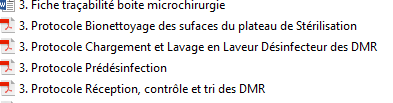 3. Fiche traçabilité boite microchirurgie
3. Protocole Bionettoyage des sufaces du plateau de Stérilisation
3. Protocole Chargement et Lavage en Laveur Désinfecteur des DMR
3. Protocole Prédésinfection
3. Protocole Réception, contrôle et tri des DMR